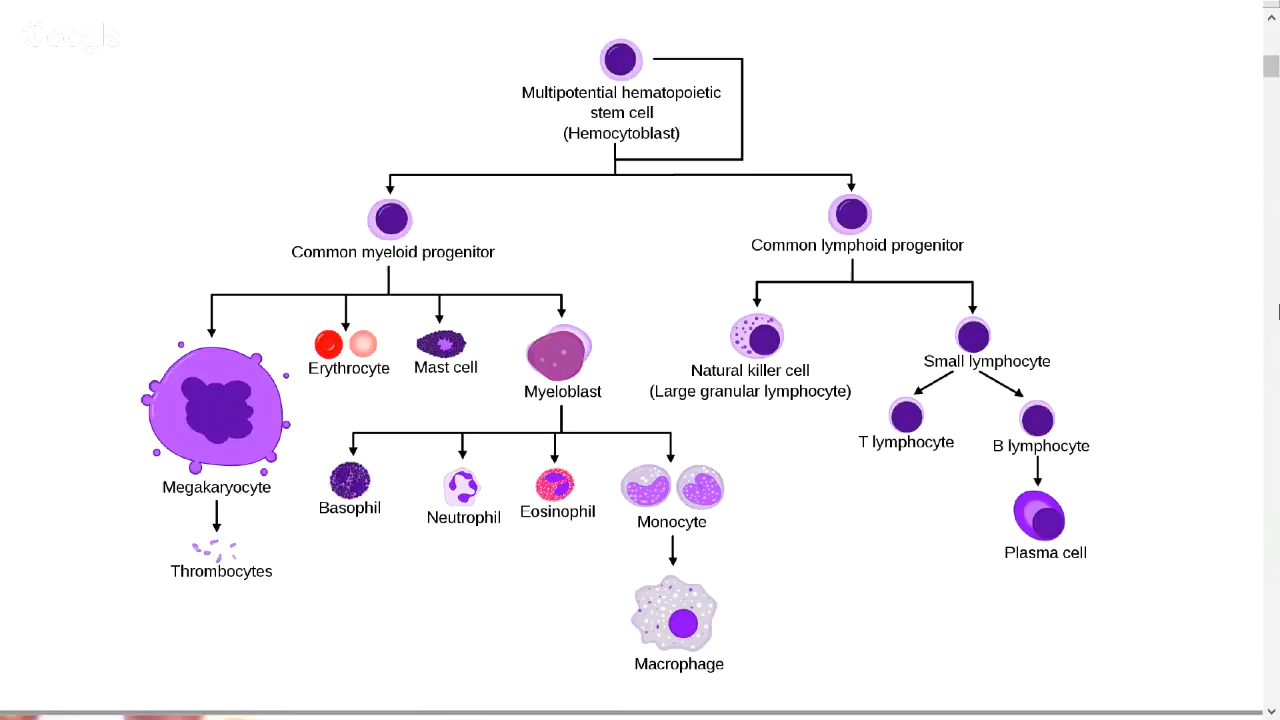 Google
Multipotential hematopoietic
stem cell
(Hemocytoblast)
Common myeloid progenitor
Common lymphoid progenitor
Erythrocyte
Mast cell
Myeloblast
Natural killer cell
(Large granular lymphocyte)
Small lymphocyte
T lymphocyte
B lymphocyte
Megakaryocyte
Basophil
Neutrophil
Eosinophil
Monocyte
Plasma cell
Thrombocytes
Macrophage